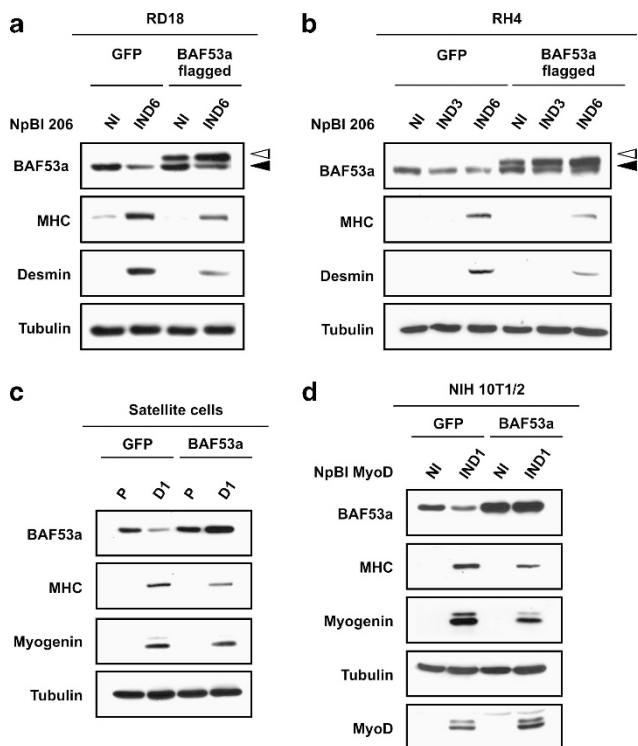 a
RD18
GFP BAF53a
flagged
NpBI 206 NI IND6 NI IND6
BAF53a
MHC
Desmin
Tubulin
b
RH4
GFP BAF53a
flagged
NpBI 206 NI IND3 IND6 NI IND3 IND6
BAF53a
MHC
Desmin
Tubulin
c
Satellite cells
GFP BAF53a
P D1 P D1
BAF53a
MHC
Myogenin
Tubulin
d
NIH 10T1/2
GFP BAF53a
NpBI MyoD NI IND1 NI IND1
BAF53a
MHC
Myogenin
Tubulin
MyoD